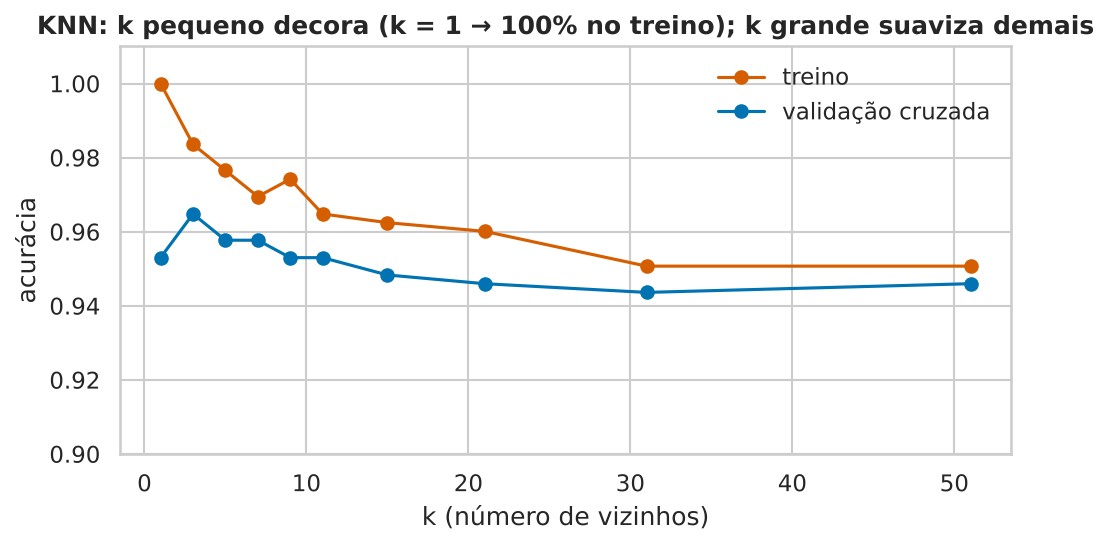 KNN: k pequeno decora (k = 1 → 100% no treino); k grande suaviza demais
treino
validação cruzada
1.00
0.98
0.96
0.94
0.92
0.90
acurácia
0 10 20 30 40 50
k (número de vizinhos)